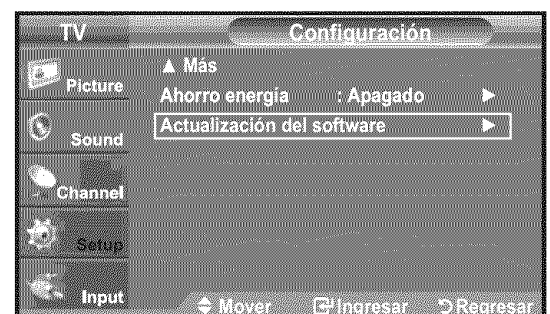 TV
Configuración
▲ Más
Picture
Ahorro energía : Apagado ►
Sound
Actualización del software ►
Channel
Setup
Input
Mover Ingresar Regresar